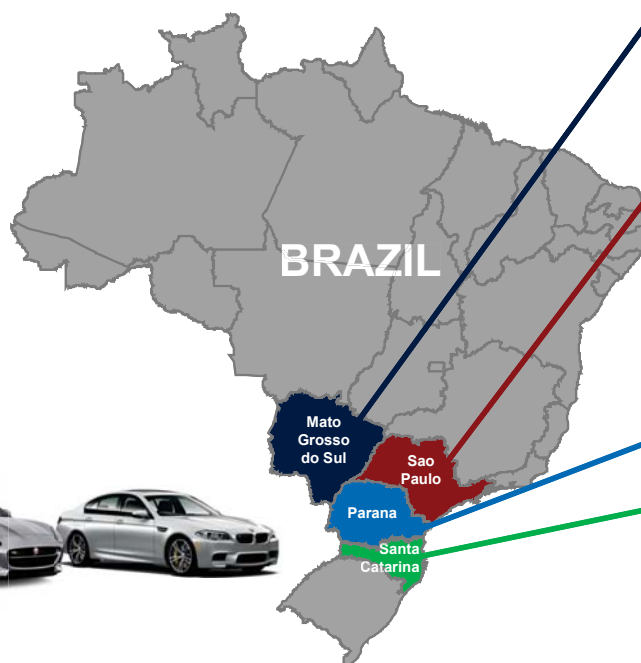 BRAZIL
Mato
Grosso
do Sul
Sao
Paulo
Parana
Santa
Catarina